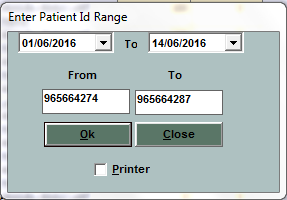 Enter Patient Id Range
01/06/2016 To 14/06/2016
From To
965664274 965664287
Ok Close
Printer